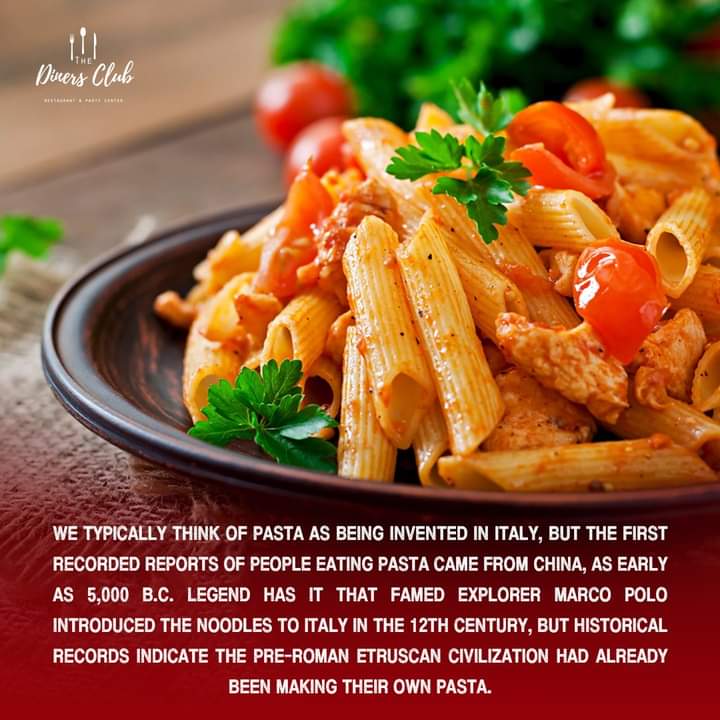 THE
Diners Club
RESTAURANT & PARTY CENTER
WE TYPICALLY THINK OF PASTA AS BEING INVENTED IN ITALY, BUT THE FIRST
RECORDED REPORTS OF PEOPLE EATING PASTA CAME FROM CHINA, AS EARLY
AS 5,000 B.C. LEGEND HAS IT THAT FAMED EXPLORER MARCO POLO
INTRODUCED THE NOODLES TO ITALY IN THE 12TH CENTURY, BUT HISTORICAL
RECORDS INDICATE THE PRE-ROMAN ETRUSCAN CIVILIZATION HAD ALREADY
BEEN MAKING THEIR OWN PASTA.